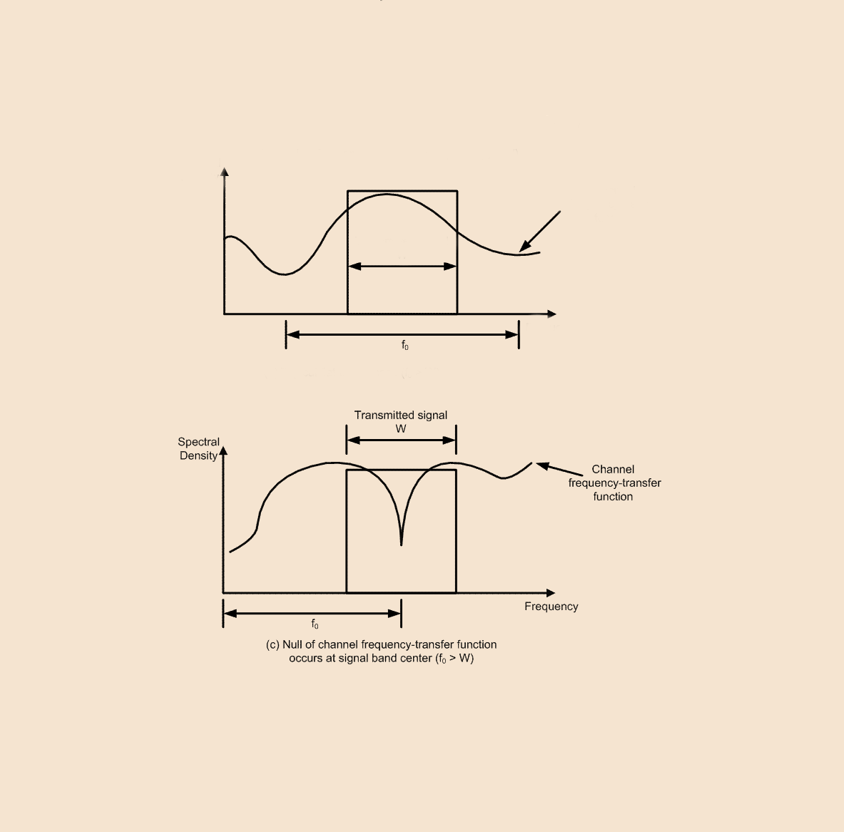 f₀
Transmitted signal
W
Spectral
Density
Channel
frequency-transfer
function
Frequency
f₀
(c) Null of channel frequency-transfer function
occurs at signal band center (f₀ > W)